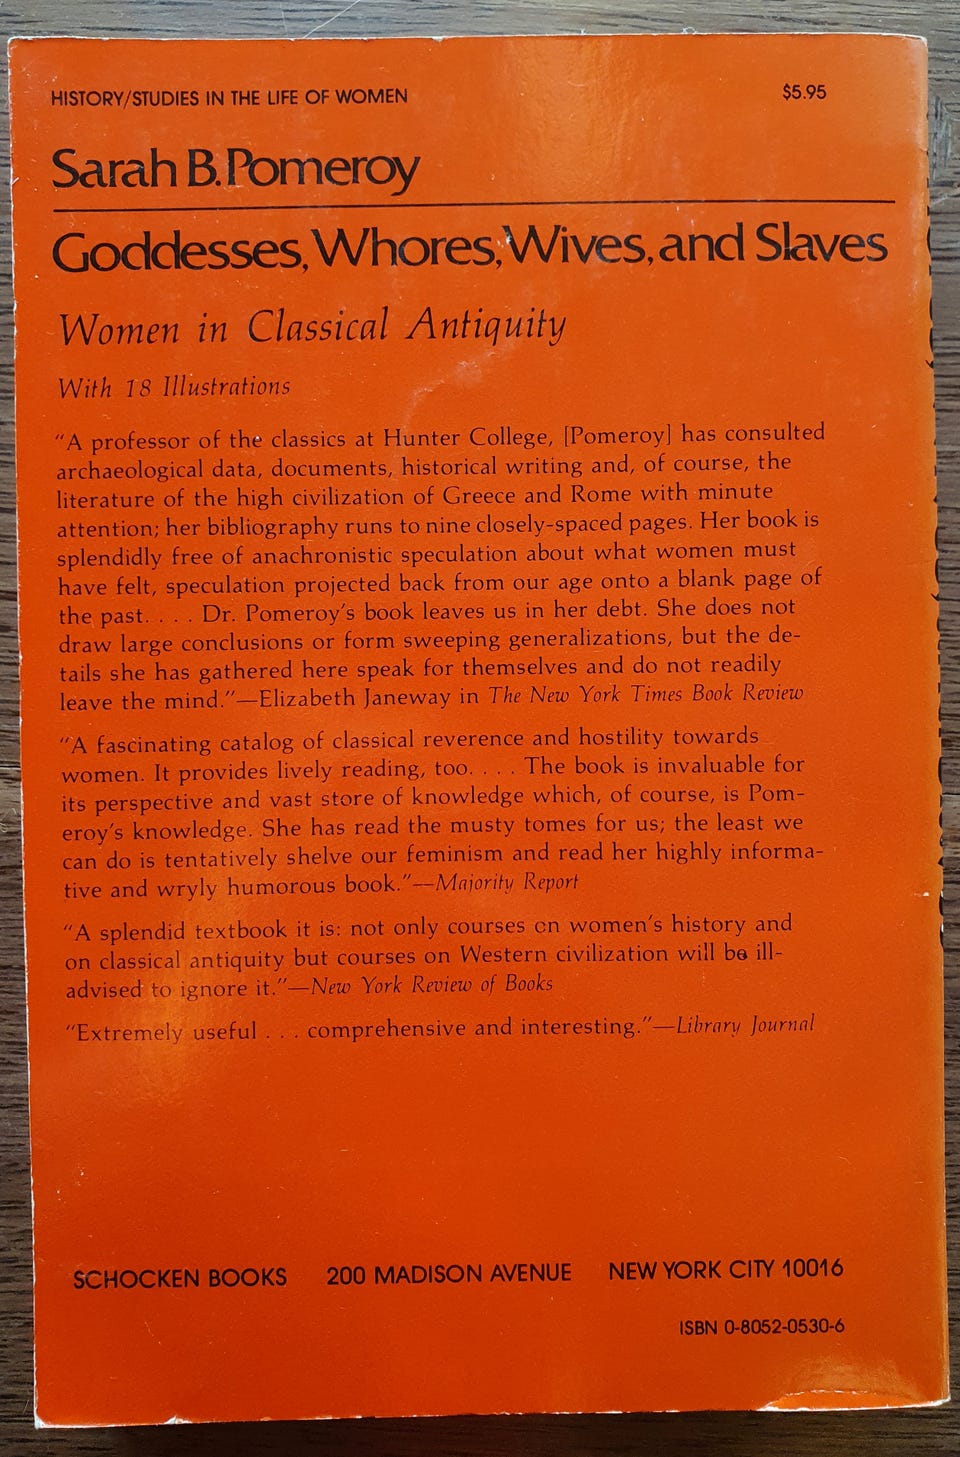 HISTORY/STUDIES IN THE LIFE OF WOMEN
$5.95
Sarah B. Pomeroy
Goddesses, Whores, Wives, and Slaves
Women in Classical Antiquity
With 18 Illustrations
"A professor of the classics at Hunter College, [Pomeroy] has consulted
archaeological data, documents, historical writing and, of course, the
literature of the high civilization of Greece and Rome with minute
attention; her bibliography runs to nine closely-spaced pages. Her book is
splendidly free of anachronistic speculation about what women must
have felt, speculation projected back from our age onto a blank page of
the past. . . . Dr. Pomeroy's book leaves us in her debt. She does not
draw large conclusions or form sweeping generalizations, but the de-
tails she has gathered here speak for themselves and do not readily
leave the mind."—Elizabeth Janeway in The New York Times Book Review
"A fascinating catalog of classical reverence and hostility towards
women. It provides lively reading, too. . . . The book is invaluable for
its perspective and vast store of knowledge which, of course, is Pom-
eroy's knowledge. She has read the musty tomes for us; the least we
can do is tentatively shelve our feminism and read her highly informa-
tive and wryly humorous book."—Majority Report
"A splendid textbook it is: not only courses on women's history and
on classical antiquity but courses on Western civilization will be ill-
advised to ignore it."—New York Review of Books
"Extremely useful . . . comprehensive and interesting."—Library Journal
SCHOCKEN BOOKS 200 MADISON AVENUE NEW YORK CITY 10016
ISBN 0-8052-0530-6